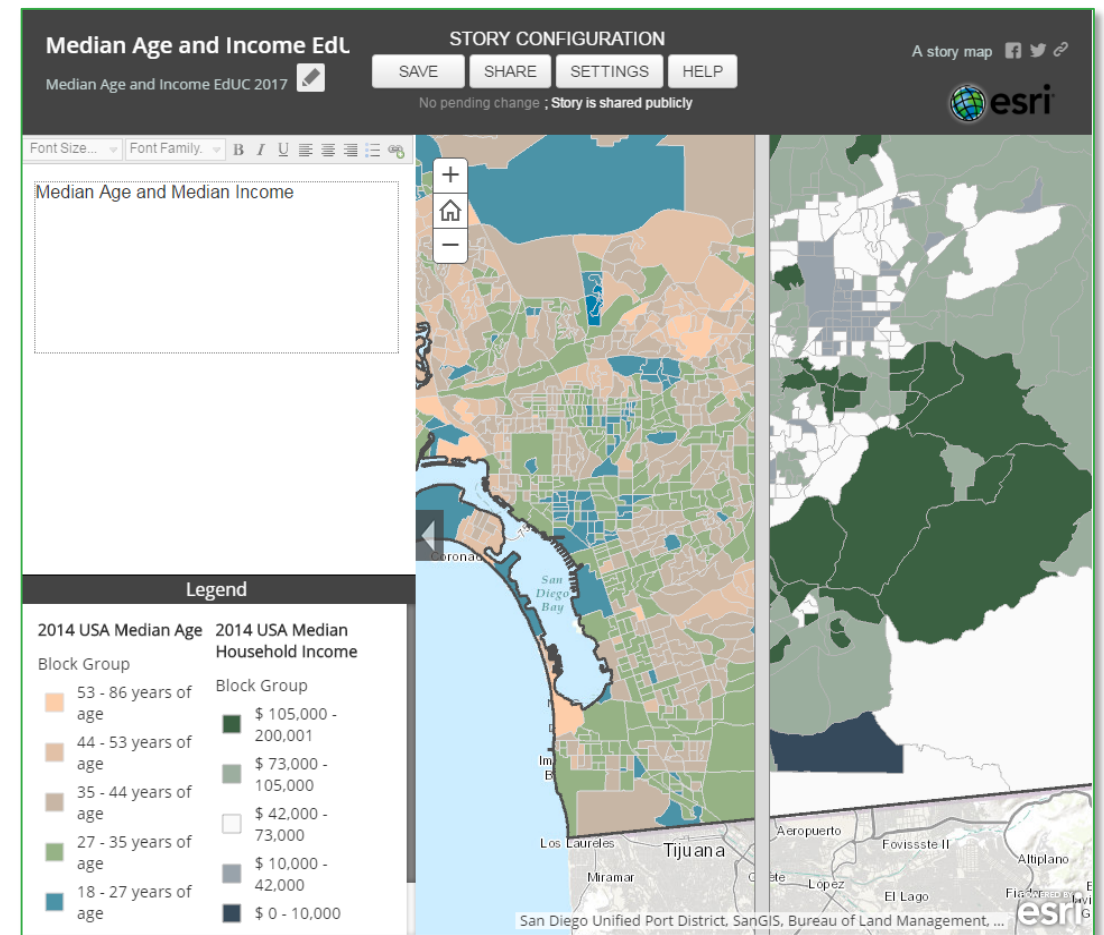 Median Age and Income EdU
Median Age and Income EdUC 2017
STORY CONFIGURATION
SAVE SHARE SETTINGS HELP
No pending change ; Story is shared publicly
A story map
esri
Font Size... Font Family. B I U
Median Age and Median Income
+
−
75
Coronad
San
Diego
Bay
Im
B
Los Laureles
Tijuana
Miramar
Aeropuerto
Fovissste II
Altiplano
Lopez
El Lago
San Diego Unified Port District, SanGIS, Bureau of Land Management, ...
POWERED BY
esri
Legend
2014 USA Median Age
Block Group
53 - 86 years of
age
44 - 53 years of
age
35 - 44 years of
age
27 - 35 years of
age
18 - 27 years of
age
2014 USA Median
Household Income
Block Group
$ 105,000 -
200,001
$ 73,000 -
105,000
$ 42,000 -
73,000
$ 10,000 -
42,000
$ 0 - 10,000